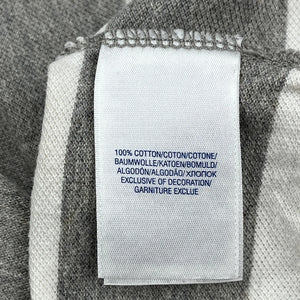 100% COTTON/COTON/COTONE/
BAUMWOLLE/KATOEN/BOMULD/
ALGODÓN/ALGODÃO/ХЛОПОК
EXCLUSIVE OF DECORATION/
GARNITURE EXCLUE